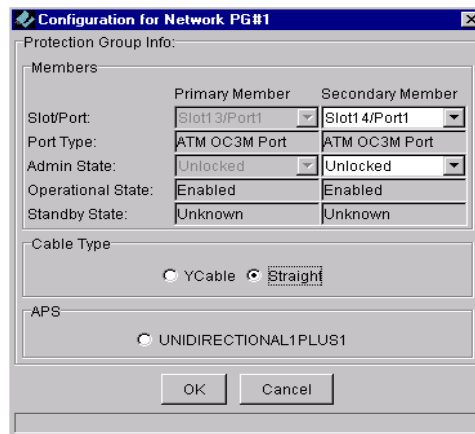 Configuration for Network PG#1
Protection Group Info:
Members
Primary Member Secondary Member
Slot/Port: Slot13/Port1 Slot14/Port1
Port Type: ATM OC3M Port ATM OC3M Port
Admin State: Unlocked Unlocked
Operational State: Enabled Enabled
Standby State: Unknown Unknown
Cable Type
YCable Straight
APS
UNIDIRECTIONAL1PLUS1
OK Cancel